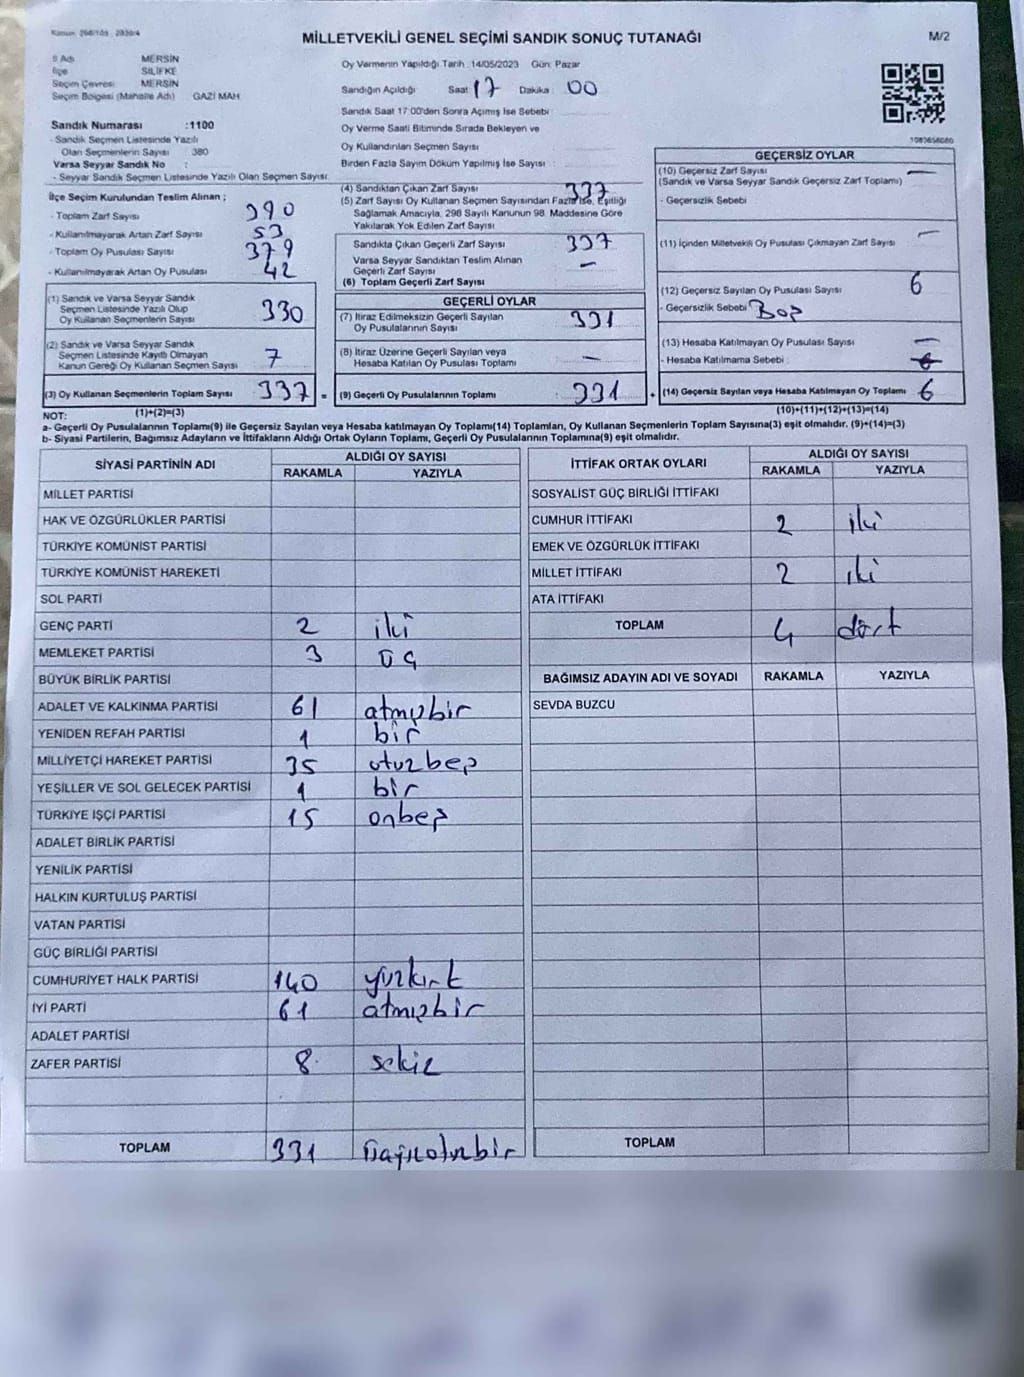 MİLLETVEKİLİ GENEL SEÇİMİ SANDIK SONUÇ TUTANAĞI
M/2
İl Adı MERSİN
İlçe SİLİFKE
Seçim Çevresi MERSİN
Seçim Bölgesi (Mahalle Adı) GAZİ MAH
Sandık Numarası :1100
- Sandık Seçmen Listesinde Yazılı
Olan Seçmenlerin Sayısı : 380
Varsa Seyyar Sandık No :
- Seyyar Sandık Seçmen Listesinde Yazılı Olan Seçmen Sayısı:
Oy Vermenin Yapıldığı Tarih :14/05/2023 Gün: Pazar
Sandığın Açıldığı Saat 17 Dakika 00
Sandık Saat 17:00'den Sonra Açımış İse Sebebi :
Oy Verme Saati Bitiminde Sırada Bekleyen ve
Oy Kullandırılan Seçmen Sayısı :
Birden Fazla Sayım Döküm Yapılmış İse Sayısı :
İlçe Seçim Kurulundan Teslim Alınan ;
- Toplam Zarf Sayısı 390
- Kullanılmayarak Artan Zarf Sayısı 53
- Toplam Oy Pusulası Sayısı 379
- Kullanılmayarak Artan Oy Pusulası 42
(1) Sandık ve Varsa Seyyar Sandık
Seçmen Listesinde Yazılı Olup
Oy Kullanan Seçmenlerin Sayısı 330
(2) Sandık ve Varsa Seyyar Sandık
Seçmen Listesinde Kayıtlı Olmayan
Kanun Gereği Oy Kullanan Seçmen Sayısı 7
(3) Oy Kullanan Seçmenlerin Toplam Sayısı 337 =
(1)+(2)=(3)
(4) Sandıktan Çıkan Zarf Sayısı 337
(5) Zarf Sayısı Oy Kullanan Seçmen Sayısından Fazla İse, Eşitliği
Sağlamak Amacıyla, 298 Sayılı Kanunun 98. Maddesine Göre
Yakılarak Yok Edilen Zarf Sayısı
Sandıkta Çıkan Geçerli Zarf Sayısı 337
Varsa Seyyar Sandıktan Teslim Alınan
Geçerli Zarf Sayısı —
(6) Toplam Geçerli Zarf Sayısı
GEÇERLİ OYLAR
(7) İtiraz Edilmeksizin Geçerli Sayılan
Oy Pusulalarının Sayısı 331
(8) İtiraz Üzerine Geçerli Sayılan veya
Hesaba Katılan Oy Pusulası Toplamı —
(9) Geçerli Oy Pusulalarının Toplamı 331 +
GEÇERSİZ OYLAR
(10) Geçersiz Zarf Sayısı —
(Sandık ve Varsa Seyyar Sandık Geçersiz Zarf Toplamı)
- Geçersizlik Sebebi
(11) İçinden Milletvekili Oy Pusulası Çıkmayan Zarf Sayısı —
(12) Geçersiz Sayılan Oy Pusulası Sayısı 6
- Geçersizlik Sebebi Boş
(13) Hesaba Katılmayan Oy Pusulası Sayısı —
- Hesaba Katılmama Sebebi :
(14) Geçersiz Sayılan veya Hesaba Katılmayan Oy Toplamı 6
(10)+(11)+(12)+(13)=(14)
NOT:
a- Geçerli Oy Pusulalarının Toplamı(9) ile Geçersiz Sayılan veya Hesaba katılmayan Oy Toplamı(14) Toplamları, Oy Kullanan Seçmenlerin Toplam Sayısına(3) eşit olmalıdır. (9)+(14)=(3)
b- Siyasi Partilerin, Bağımsız Adayların ve İttifakların Aldığı Ortak Oyların Toplamı, Geçerli Oy Pusulalarının Toplamına(9) eşit olmalıdır.
SİYASİ PARTİNİN ADI ALDIĞI OY SAYISI
RAKAMLA YAZIYLA
MİLLET PARTİSİ
HAK VE ÖZGÜRLÜKLER PARTİSİ
TÜRKİYE KOMÜNİST PARTİSİ
TÜRKİYE KOMÜNİST HAREKETİ
SOL PARTİ
GENÇ PARTİ 2 iki
MEMLEKET PARTİSİ 3 üç
BÜYÜK BİRLİK PARTİSİ
ADALET VE KALKINMA PARTİSİ 61 atmışbir
YENİDEN REFAH PARTİSİ 1 bir
MİLLİYETÇİ HAREKET PARTİSİ 35 otuzbeş
YEŞİLLER VE SOL GELECEK PARTİSİ 1 bir
TÜRKİYE İŞÇİ PARTİSİ 15 onbeş
ADALET BİRLİK PARTİSİ
YENİLİK PARTİSİ
HALKIN KURTULUŞ PARTİSİ
VATAN PARTİSİ
GÜÇ BİRLİĞİ PARTİSİ
CUMHURİYET HALK PARTİSİ 140 yüzkırk
İYİ PARTİ 61 atmışbir
ADALET PARTİSİ
ZAFER PARTİSİ 8 sekiz
TOPLAM 331
İTTİFAK ORTAK OYLARI ALDIĞI OY SAYISI
RAKAMLA YAZIYLA
SOSYALİST GÜÇ BİRLİĞİ İTTİFAKI
CUMHUR İTTİFAKI 2 iki
EMEK VE ÖZGÜRLÜK İTTİFAKI
MİLLET İTTİFAKI 2 iki
ATA İTTİFAKI
TOPLAM 4 dört
BAĞIMSIZ ADAYIN ADI VE SOYADI RAKAMLA YAZIYLA
SEVDA BUZCU
TOPLAM